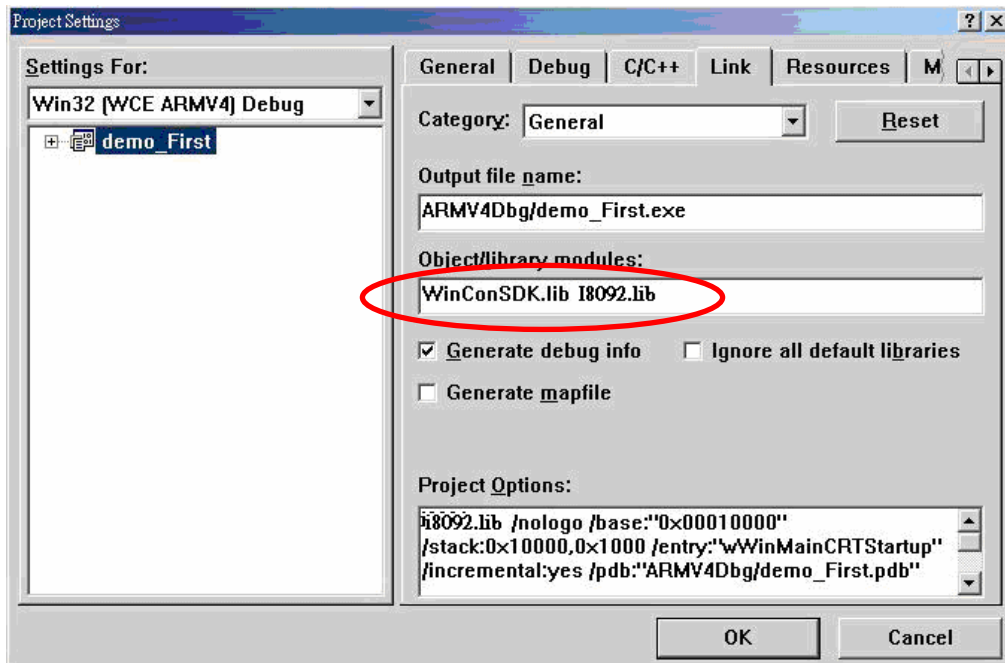 Project Settings
Settings For:
Win32 (WCE ARMV4) Debug
demo_First
General Debug C/C++ Link Resources M
Category: General Reset
Output file name:
ARMV4Dbg/demo_First.exe
Object/library modules:
WinConSDK.lib I8092.lib
Generate debug info Ignore all default libraries
Generate mapfile
Project Options:
i8092.lib /nologo /base:"0x00010000"
/stack:0x10000,0x1000 /entry:"wWinMainCRTStartup"
/incremental:yes /pdb:"ARMV4Dbg/demo_First.pdb"
OK Cancel